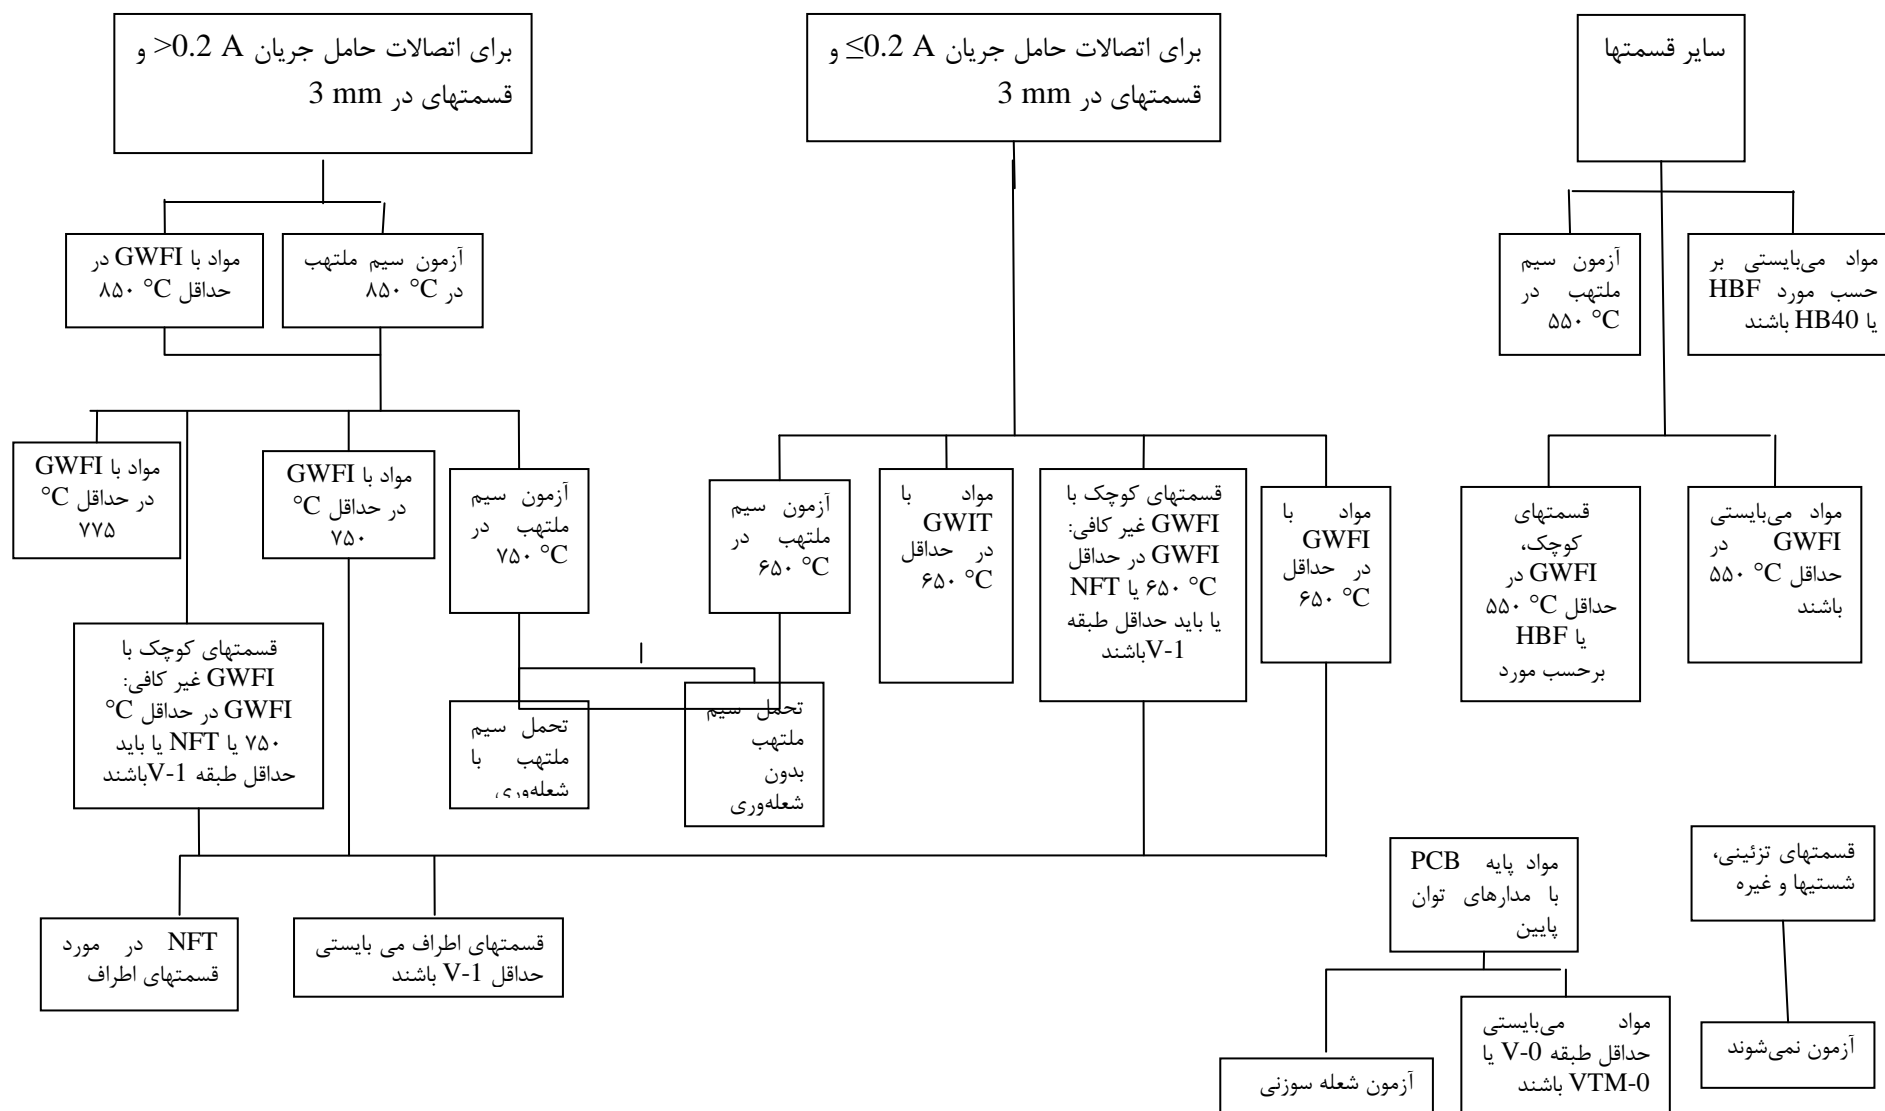 برای اتصالات حامل جریان >0.2 A و
قسمتهای در 3 mm
برای اتصالات حامل جریان ≤0.2 A و
قسمتهای در 3 mm
سایر قسمتها
مواد با GWFI در
حداقل ۸۵۰ °C
آزمون سیم ملتهب
در ۸۵۰ °C
آزمون سیم
ملتهب در
۵۵۰ °C
مواد می‌بایستی بر
حسب مورد HBF
یا HB40 باشند
مواد با GWFI
در حداقل °C
۷۷۵
مواد با GWFI
در حداقل °C
۷۵۰
آزمون سیم
ملتهب در
۷۵۰ °C
آزمون سیم
ملتهب در
۶۵۰ °C
مواد با
GWIT
در حداقل
۶۵۰ °C
قسمتهای کوچک با
GWFI غیر کافی:
GWFI در حداقل
۶۵۰ °C یا NFT
یا باید حداقل طبقه
V-1باشند
مواد با
GWFI
در حداقل
۶۵۰ °C
قسمتهای
کوچک،
GWFI در
حداقل ۵۵۰ °C
یا HBF
برحسب مورد
مواد می‌بایستی
GWFI در
حداقل ۵۵۰ °C
باشند
قسمتهای کوچک با
GWFI غیر کافی:
GWFI در حداقل °C
۷۵۰ یا NFT یا باید
حداقل طبقه V-1باشند
تحمل سیم
ملتهب با
شعله‌وری
تحمل سیم
ملتهب
بدون
شعله‌وری
NFT در مورد
قسمتهای اطراف
قسمتهای اطراف می بایستی
حداقل V-1 باشند
مواد پایه PCB
با مدارهای توان
پایین
قسمتهای تزئینی،
شستیها و غیره
آزمون شعله سوزنی
مواد می‌بایستی
حداقل طبقه V-0 یا
VTM-0 باشند
آزمون نمی‌شوند